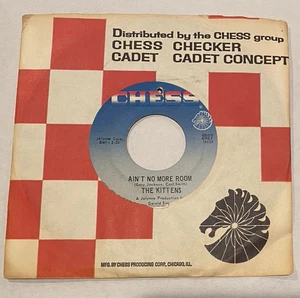 Distributed by the CHESS group
CHESS CHECKER
CADET CADET CONCEPT
CHESS
AIN'T NO MORE ROOM
THE KITTENS
MFG. BY CHESS PRODUCING CORP., CHICAGO, ILL.